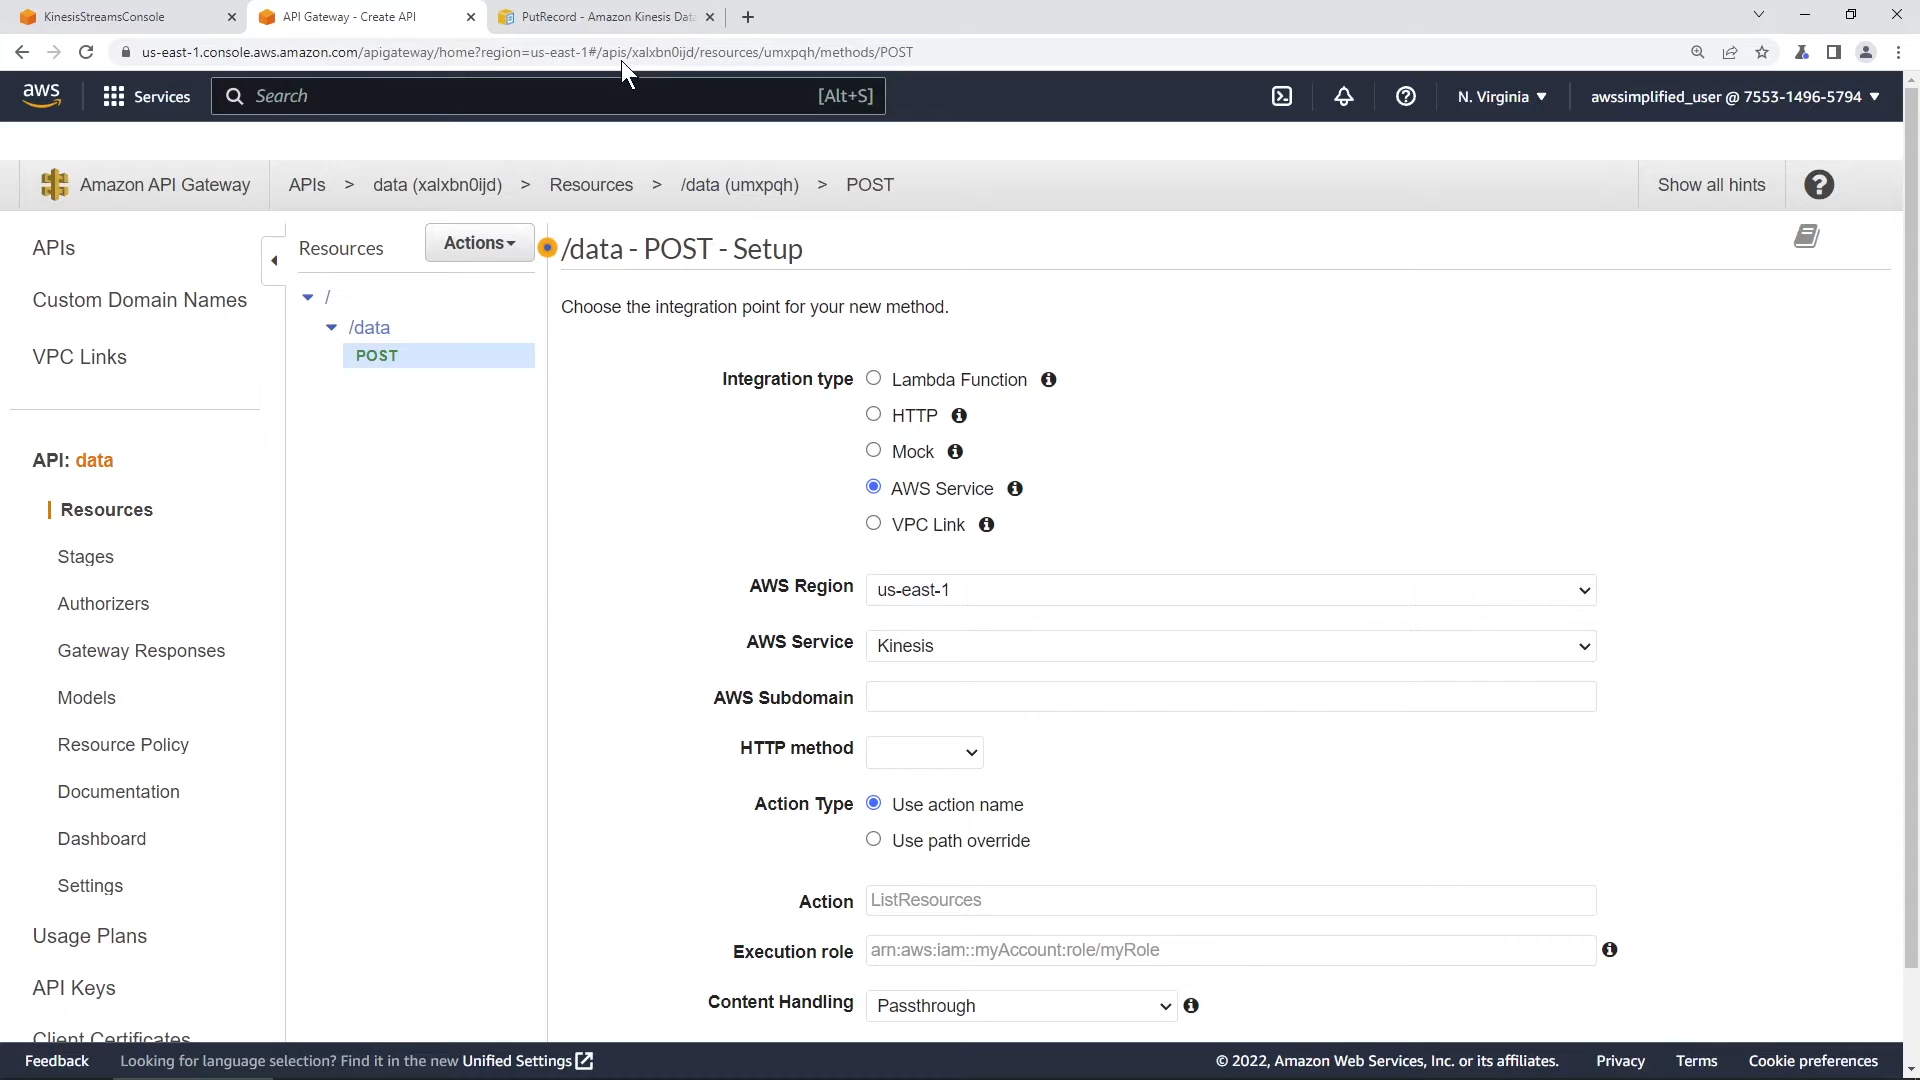 KinesisStreamsConsole
API Gateway - Create API
PutRecord - Amazon Kinesis Dat
us-east-1.console.aws.amazon.com/apigateway/home?region=us-east-1#/apis/xalxbn0ijd/resources/umxpqh/methods/POST
aws
Services
Search
[Alt+S]
N. Virginia
awssimplified_user @ 7553-1496-5794
Amazon API Gateway
APIs > data (xalxbn0ijd) > Resources > /data (umxpqh) > POST
Show all hints
APIs
Custom Domain Names
VPC Links
API: data
Resources
Stages
Authorizers
Gateway Responses
Models
Resource Policy
Documentation
Dashboard
Settings
Usage Plans
API Keys
Client Certificates
Resources
Actions
/
/data
POST
/data - POST - Setup
Choose the integration point for your new method.
Integration type
Lambda Function
HTTP
Mock
AWS Service
VPC Link
AWS Region us-east-1
AWS Service Kinesis
AWS Subdomain
HTTP method
Action Type
Use action name
Use path override
Action ListResources
Execution role arn:aws:iam::myAccount:role/myRole
Content Handling Passthrough
Feedback
Looking for language selection? Find it in the new Unified Settings
© 2022, Amazon Web Services, Inc. or its affiliates.
Privacy
Terms
Cookie preferences